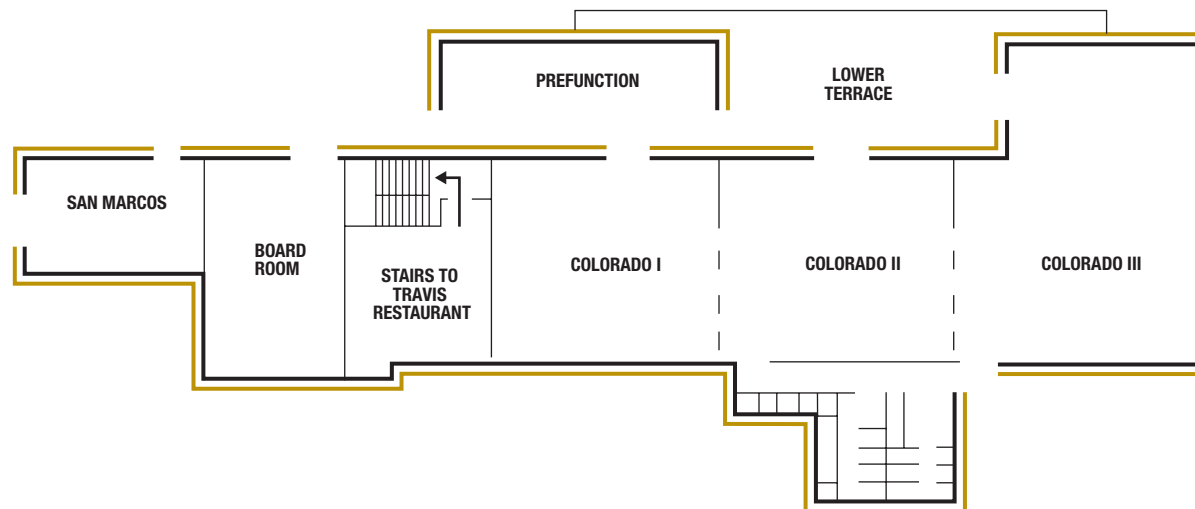 PREFUNCTION
LOWER
TERRACE
SAN MARCOS
BOARD
ROOM
STAIRS TO
TRAVIS
RESTAURANT
COLORADO I
COLORADO II
COLORADO III